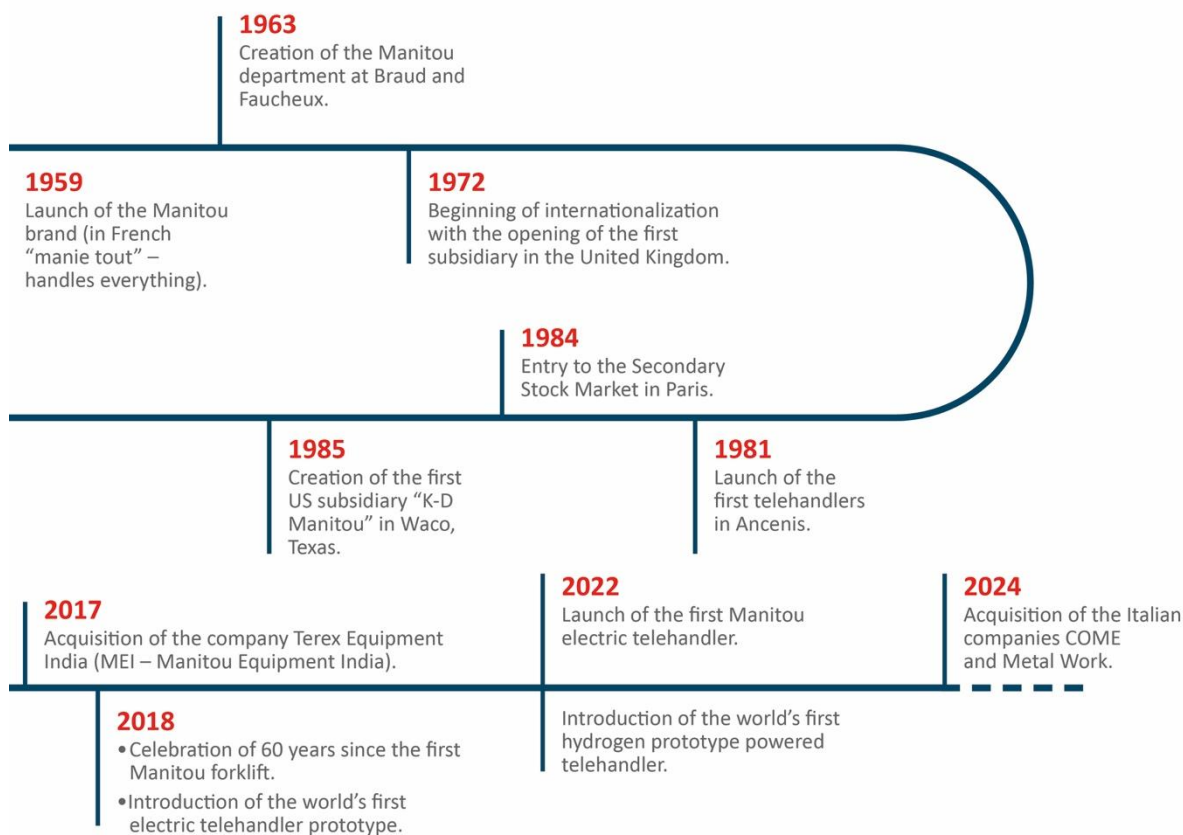 1963
Creation of the Manitou
department at Braud and
Faucheux.
1959
Launch of the Manitou
brand (in French
“manie tout” –
handles everything).
1972
Beginning of internationalization
with the opening of the first
subsidiary in the United Kingdom.
1984
Entry to the Secondary
Stock Market in Paris.
1985
Creation of the first
US subsidiary “K-D
Manitou” in Waco,
Texas.
1981
Launch of the
first telehandlers
in Ancenis.
2017
Acquisition of the company Terex Equipment
India (MEI – Manitou Equipment India).
2022
Launch of the first Manitou
electric telehandler.
2024
Acquisition of the Italian
companies COME
and Metal Work.
2018
•Celebration of 60 years since the first
Manitou forklift.
•Introduction of the world’s first
electric telehandler prototype.
Introduction of the world’s first
hydrogen prototype powered
telehandler.